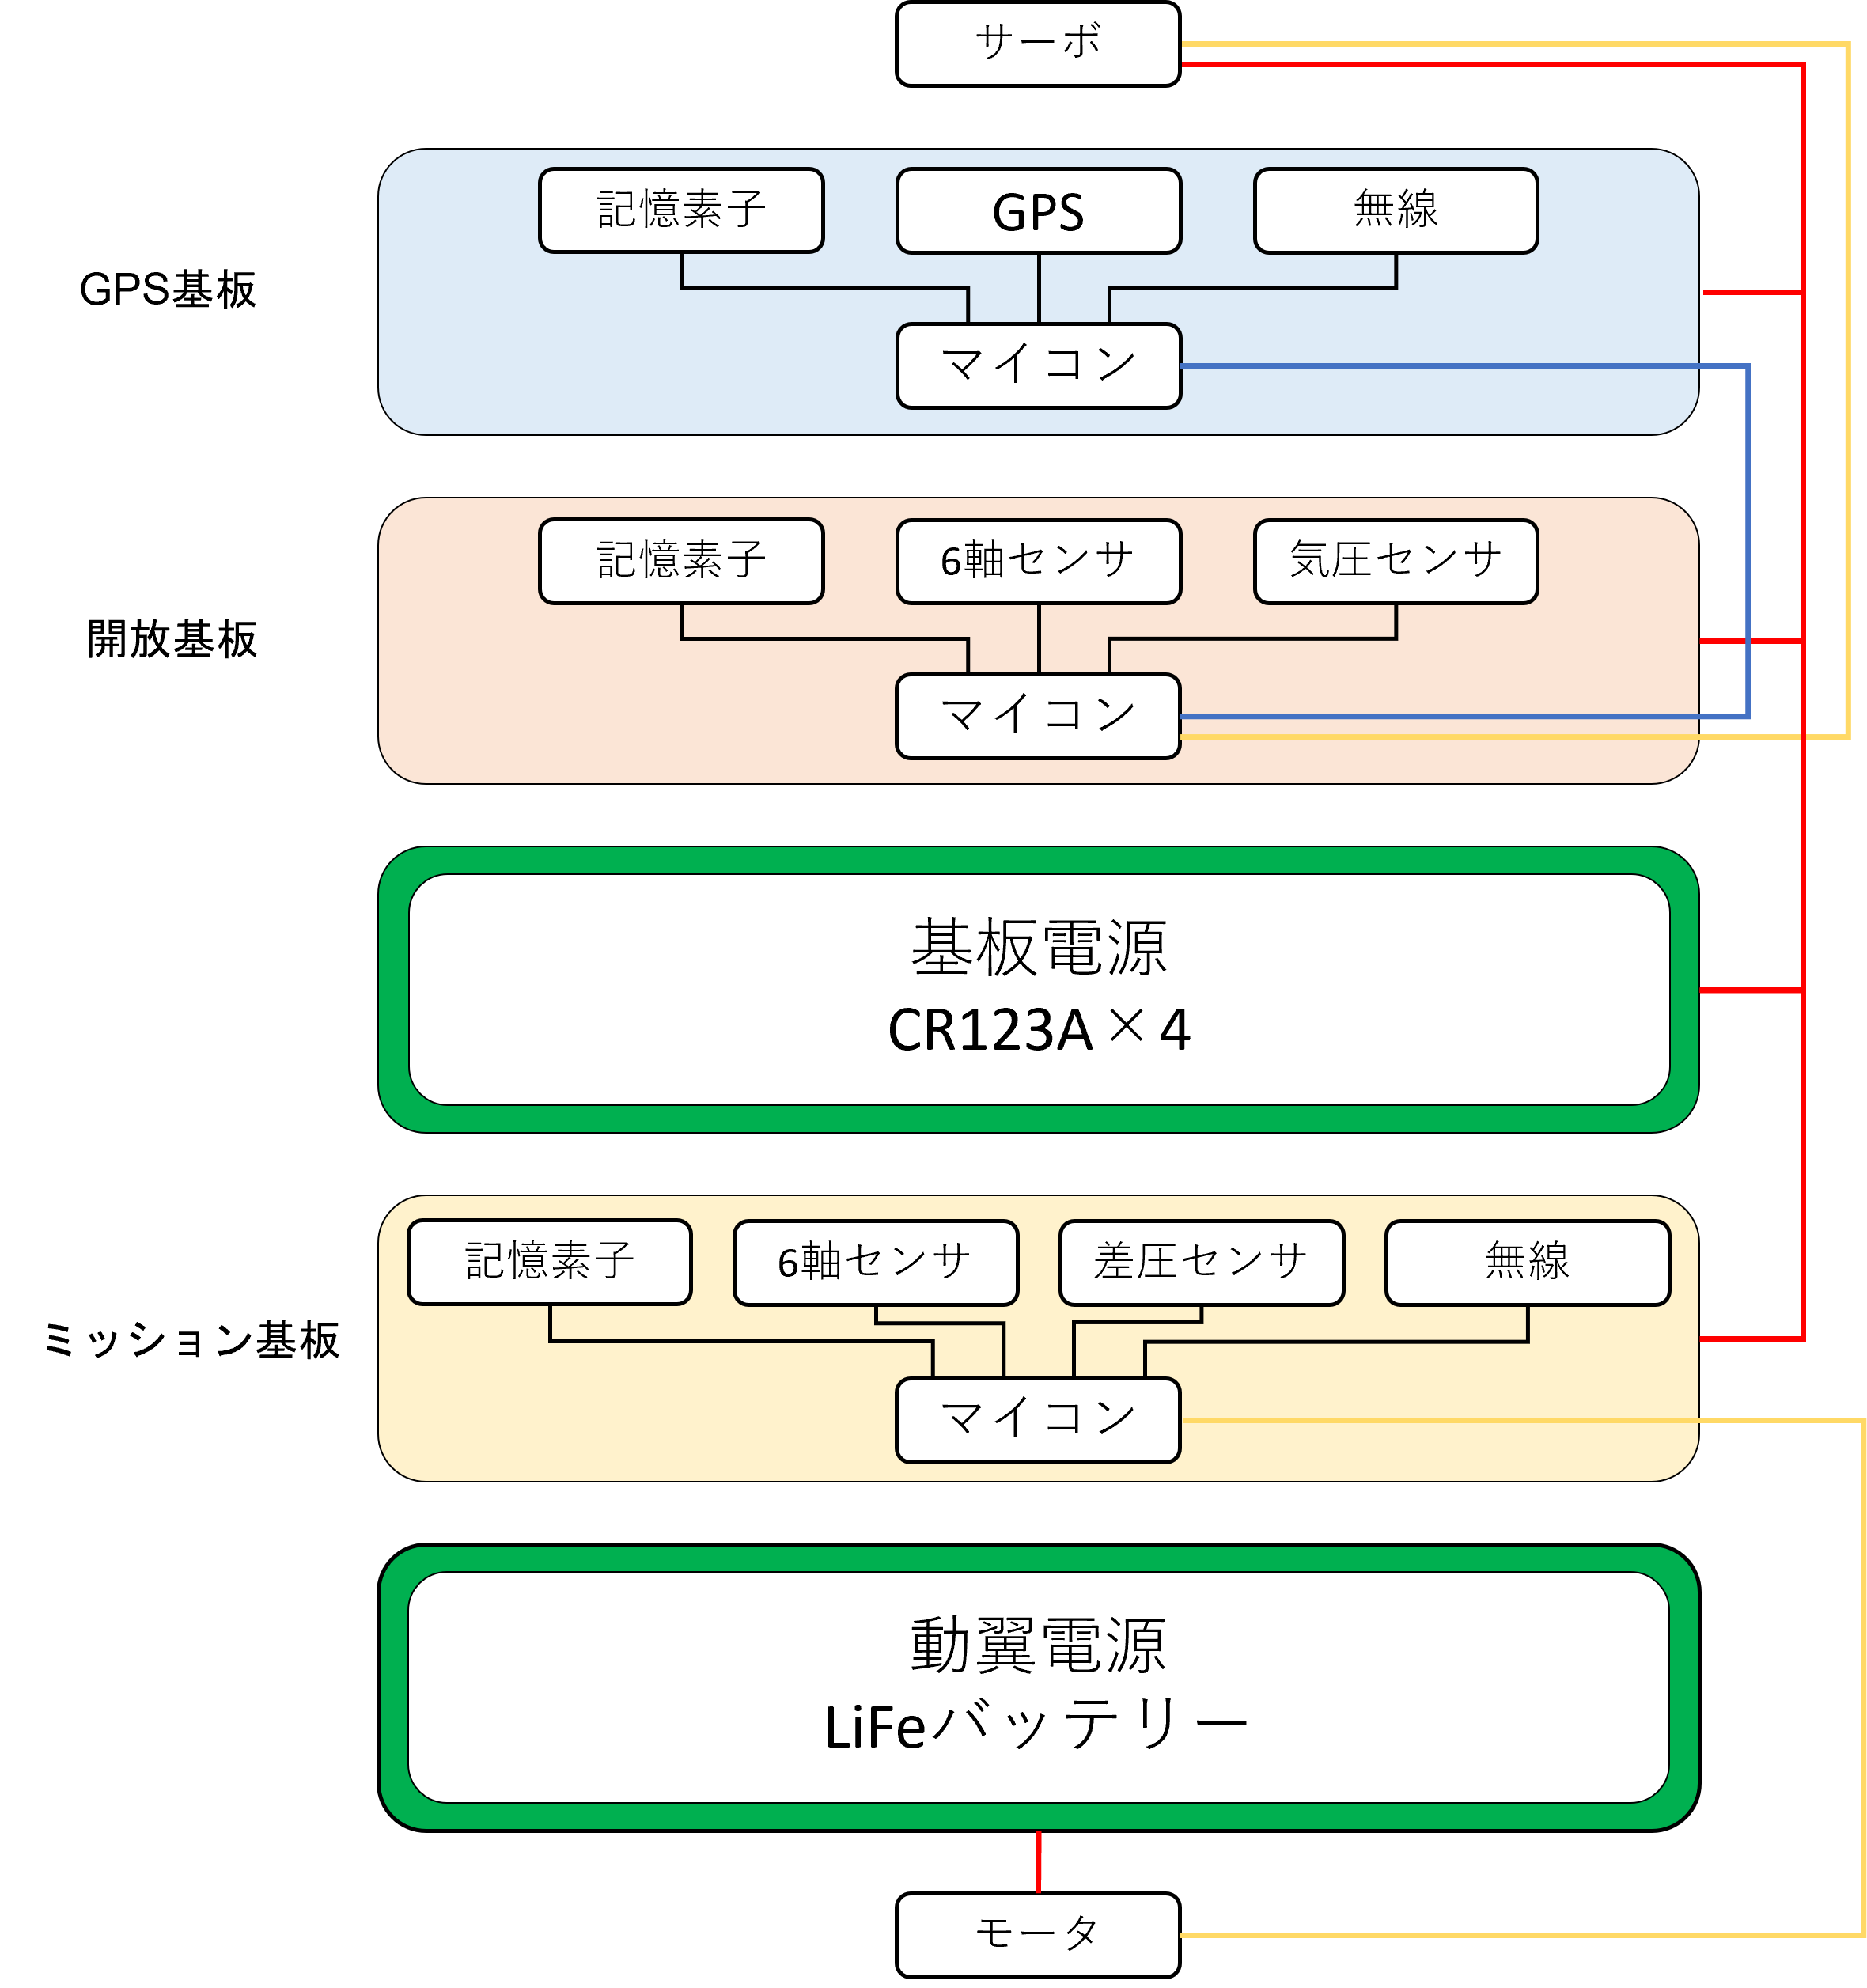 サーボ
記憶素子
GPS
無線
GPS基板
マイコン
記憶素子
6軸センサ
気圧センサ
開放基板
マイコン
基板電源
CR123A×4
記憶素子
6軸センサ
差圧センサ
無線
ミッション基板
マイコン
動翼電源
LiFeバッテリー
モータ